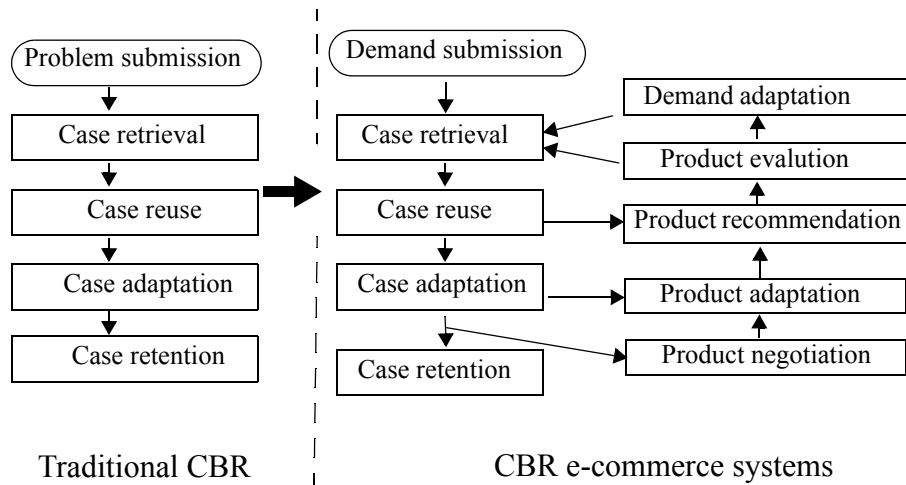 Problem submission
Case retrieval
Case reuse
Case adaptation
Case retention
Traditional CBR
Demand submission
Case retrieval
Case reuse
Case adaptation
Case retention
Demand adaptation
Product evalution
Product recommendation
Product adaptation
Product negotiation
CBR e-commerce systems